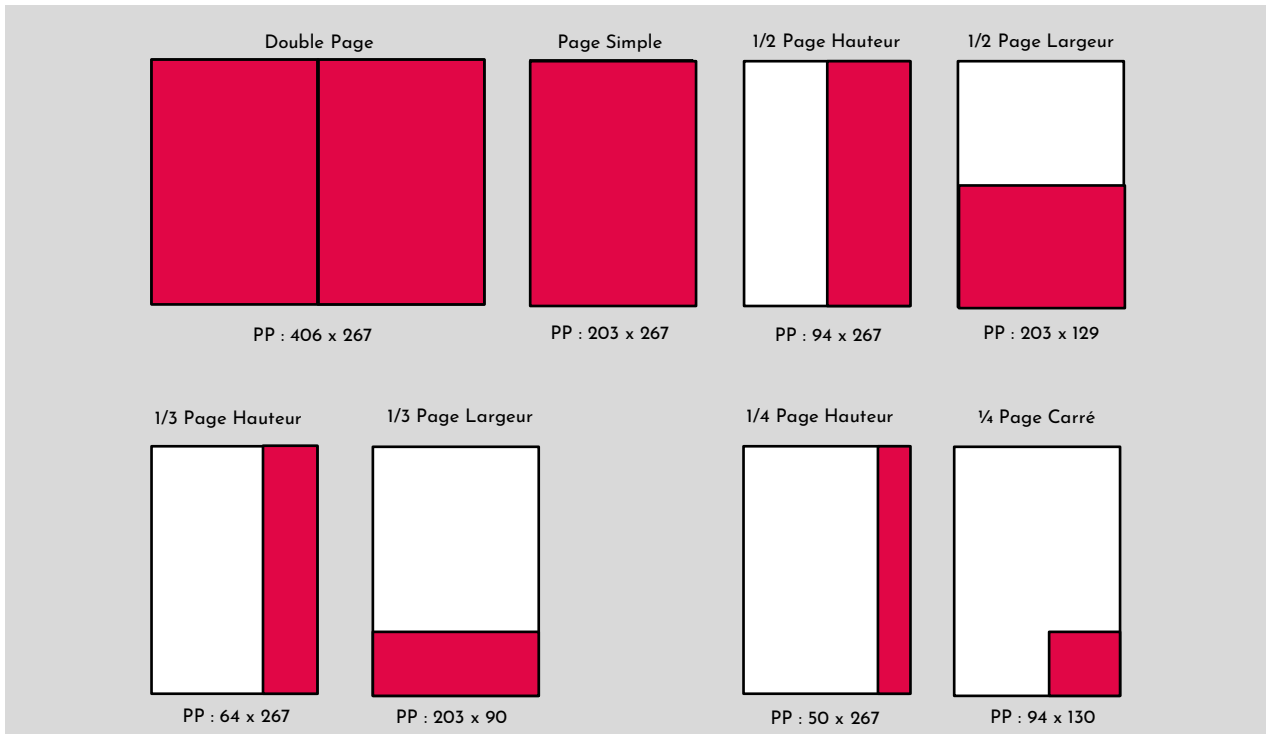 Double Page
Page Simple
1/2 Page Hauteur
1/2 Page Largeur
PP : 406 x 267
PP : 203 x 267
PP : 94 x 267
PP : 203 x 129
1/3 Page Hauteur
1/3 Page Largeur
1/4 Page Hauteur
¼ Page Carré
PP : 64 x 267
PP : 203 x 90
PP : 50 x 267
PP : 94 x 130